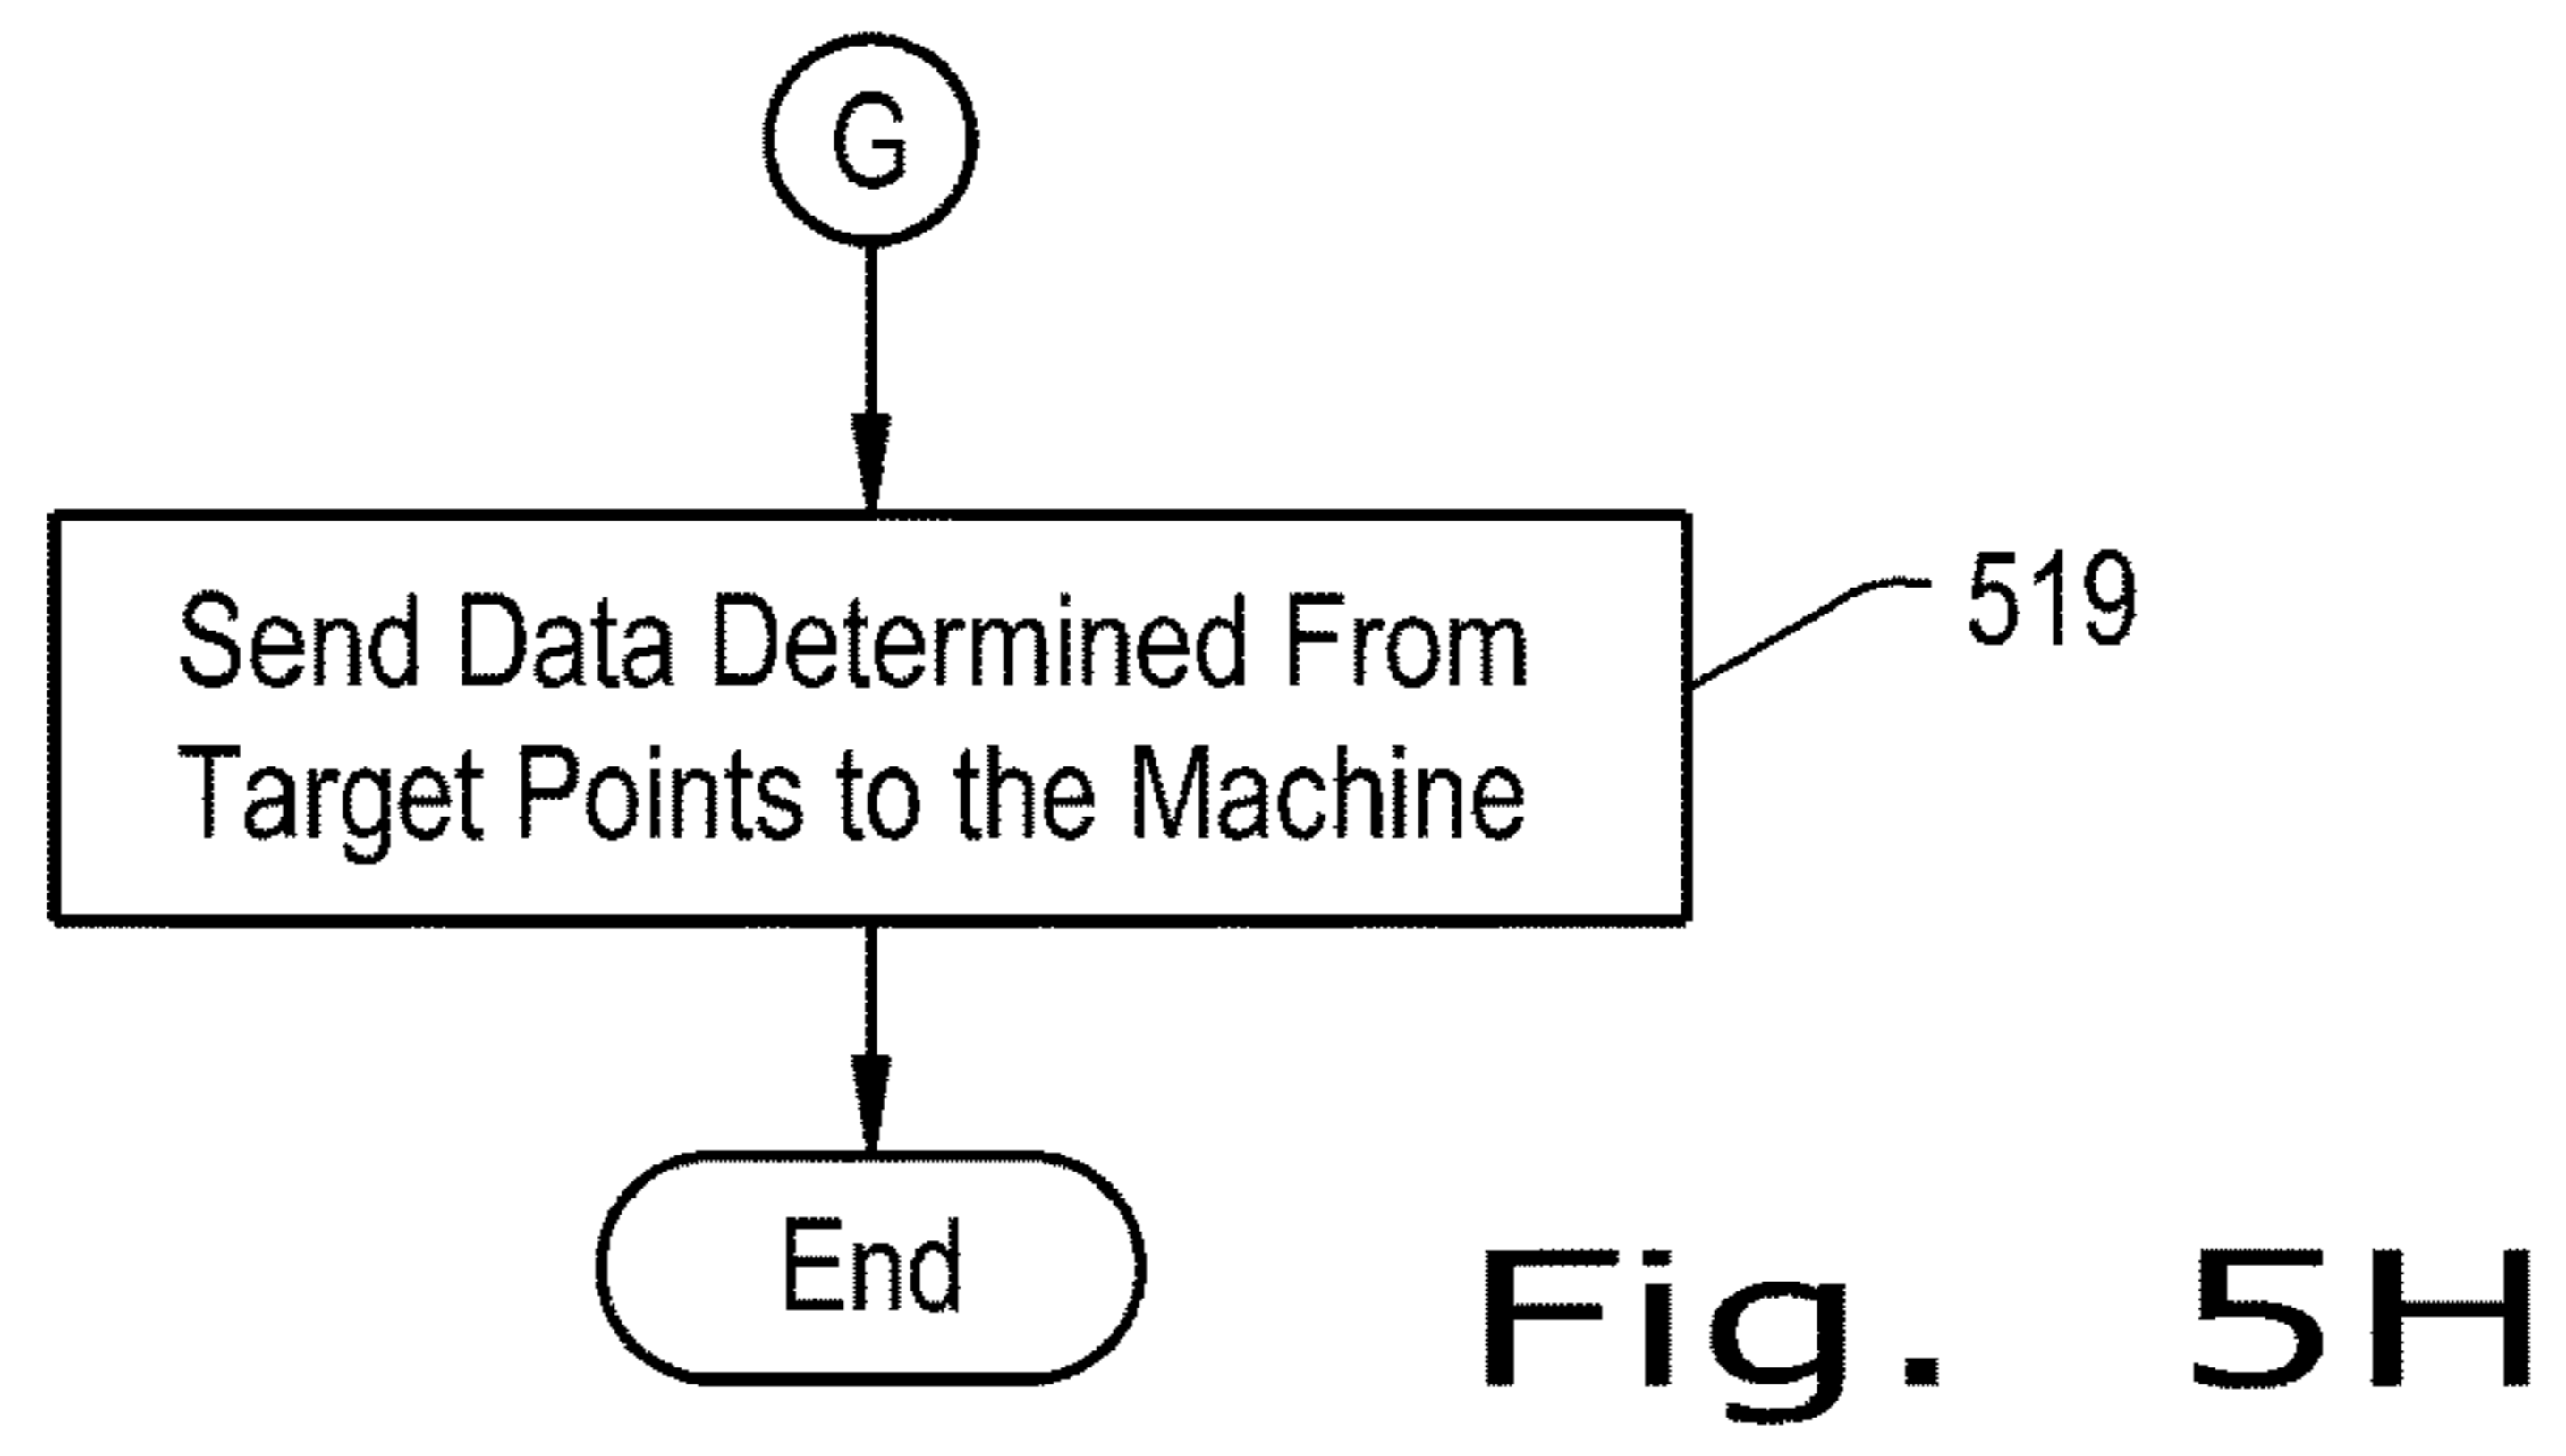 G
Send Data Determined From
Target Points to the Machine
519
End
Fig. 5H